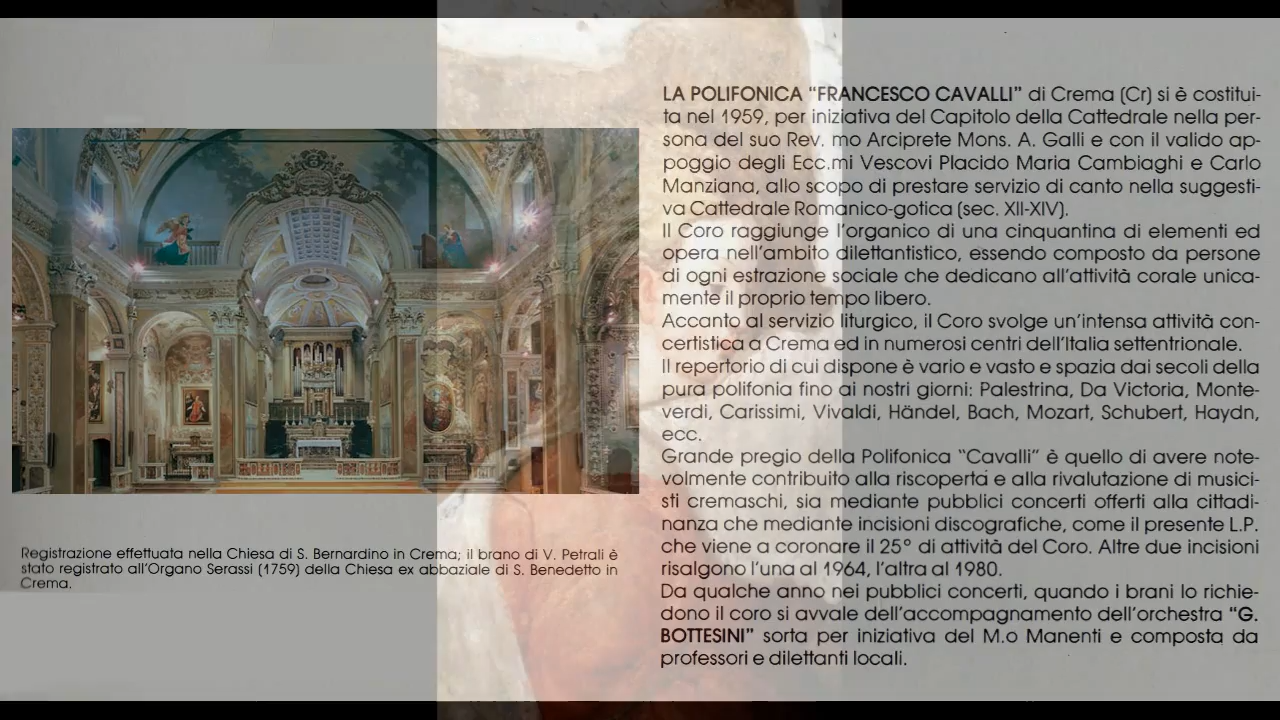 LA POLIFONICA “FRANCESCO CAVALLI” di Crema (Cr) si è costitui-
ta nel 1959, per iniziativa del Capitolo della Cattedrale nella per-
sona del suo Rev. mo Arciprete Mons. A. Galli e con il valido ap-
poggio degli Ecc.mi Vescovi Placido Maria Cambiaghi e Carlo
Manziana, allo scopo di prestare servizio di canto nella suggesti-
va Cattedrale Romanico-gotica (sec. XII-XIV).
Il Coro raggiunge l'organico di una cinquantina di elementi ed
opera nell'ambito dilettantistico, essendo composto da persone
di ogni estrazione sociale che dedicano all'attività corale unica-
mente il proprio tempo libero.
Accanto al servizio liturgico, il Coro svolge un'intensa attività con-
certistica a Crema ed in numerosi centri dell'Italia settentrionale.
Il repertorio di cui dispone è vario e vasto e spazia dai secoli della
pura polifonia fino ai nostri giorni: Palestrina, Da Victoria, Monte-
verdi, Carissimi, Vivaldi, Händel, Bach, Mozart, Schubert, Haydn,
ecc.
Grande pregio della Polifonica “Cavalli” è quello di avere note-
volmente contribuito alla riscoperta e alla rivalutazione di musici-
sti cremaschi, sia mediante pubblici concerti offerti alla cittadi-
nanza che mediante incisioni discografiche, come il presente L.P.
che viene a coronare il 25° di attività del Coro. Altre due incisioni
risalgono l'una al 1964, l'altra al 1980.
Da qualche anno nei pubblici concerti, quando i brani lo richie-
dono il coro si avvale dell'accompagnamento dell'orchestra “G.
BOTTESINI” sorta per iniziativa del M.o Manenti e composta da
professori e dilettanti locali.
Registrazione effettuata nella Chiesa di S. Bernardino in Crema; il brano di V. Petrali è
stato registrato all'Organo Serassi (1759) della Chiesa ex abbaziale di S. Benedetto in
Crema.